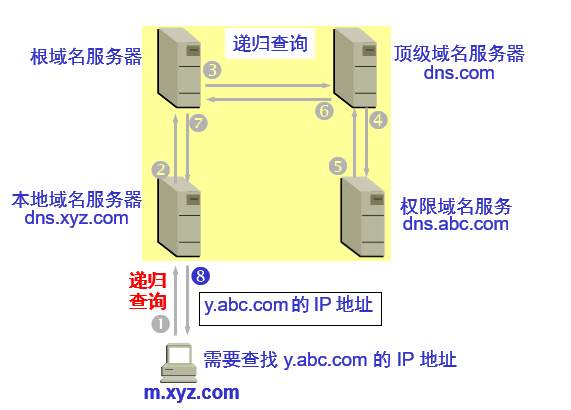 根域名服务器
递归查询
顶级域名服务器
dns.com
3
6
2
7
5
4
本地域名服务器
dns.xyz.com
权限域名服务
dns.abc.com
递归
查询
8
y.abc.com 的 IP 地址
1
需要查找 y.abc.com 的 IP 地址
m.xyz.com